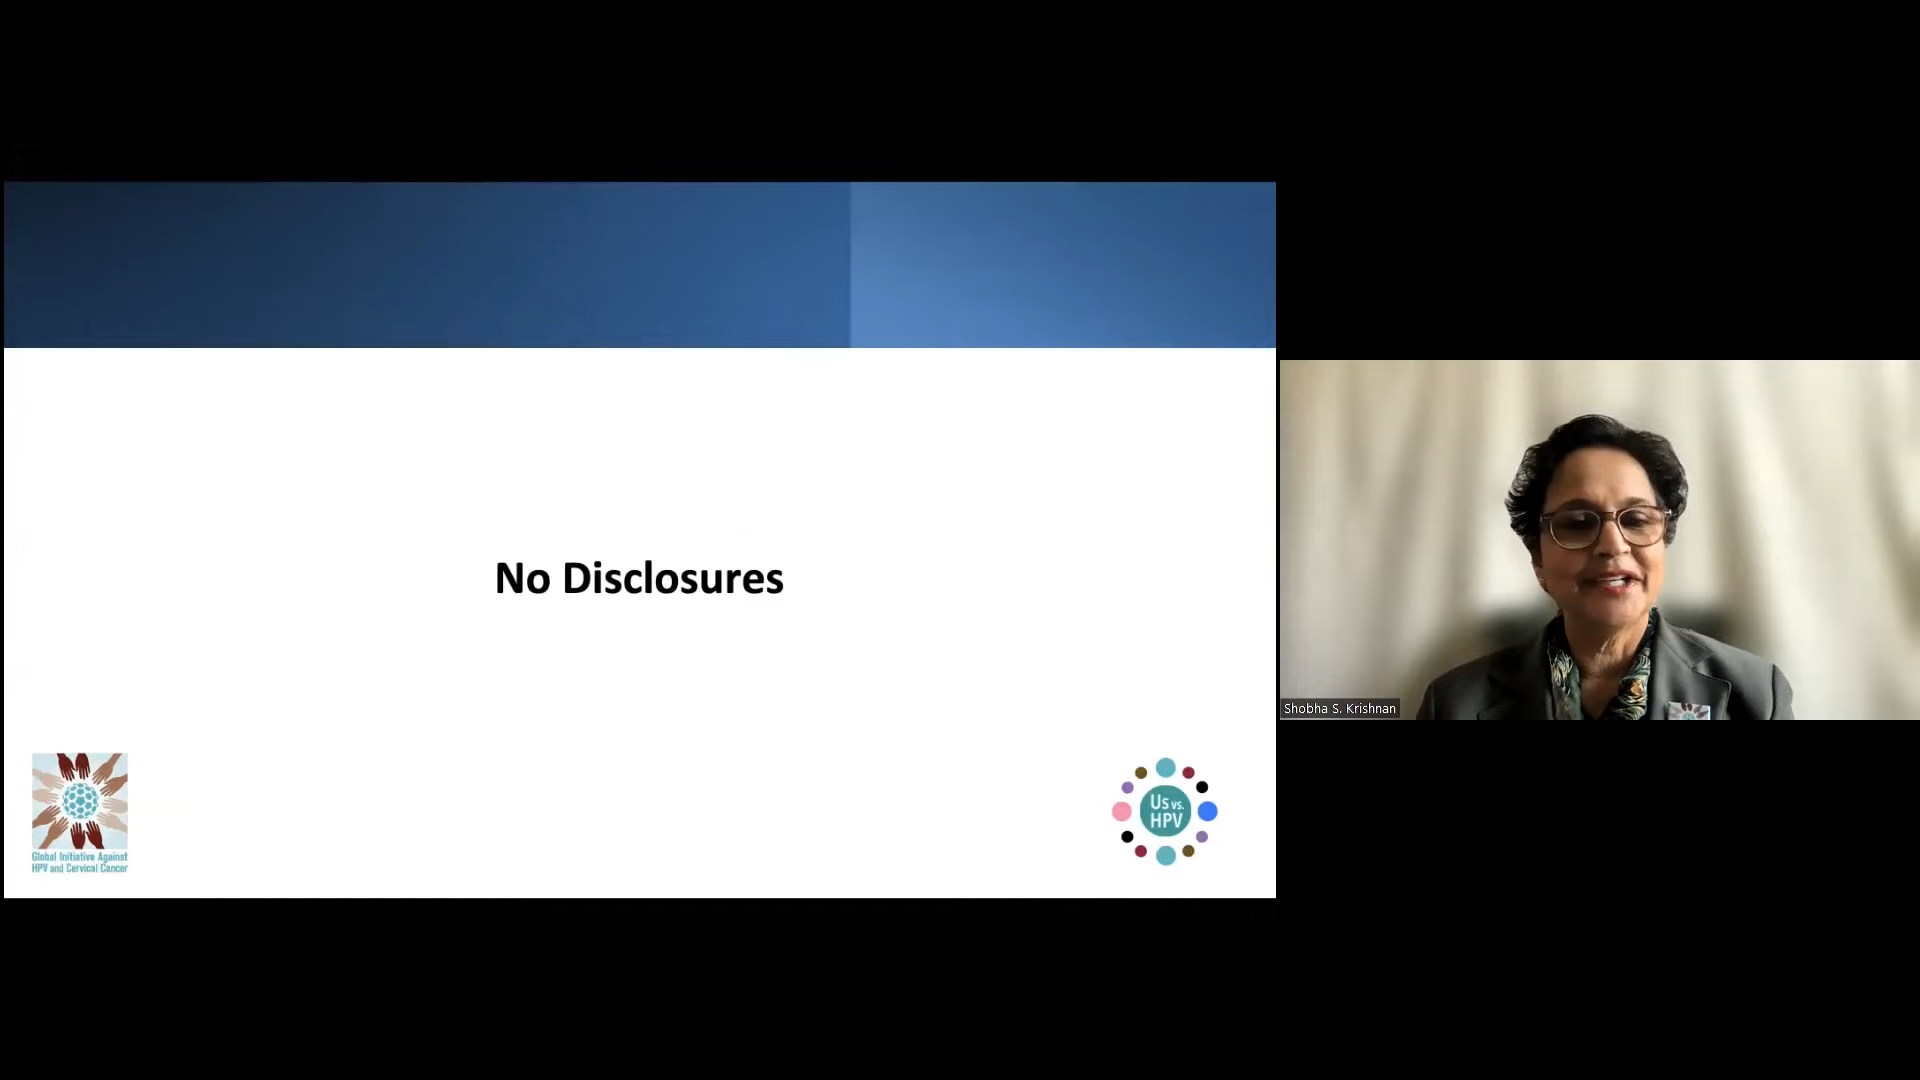 No Disclosures
Global Initiative Against
HPV and Cervical Cancer
Us vs.
HPV
Shobha S. Krishnan